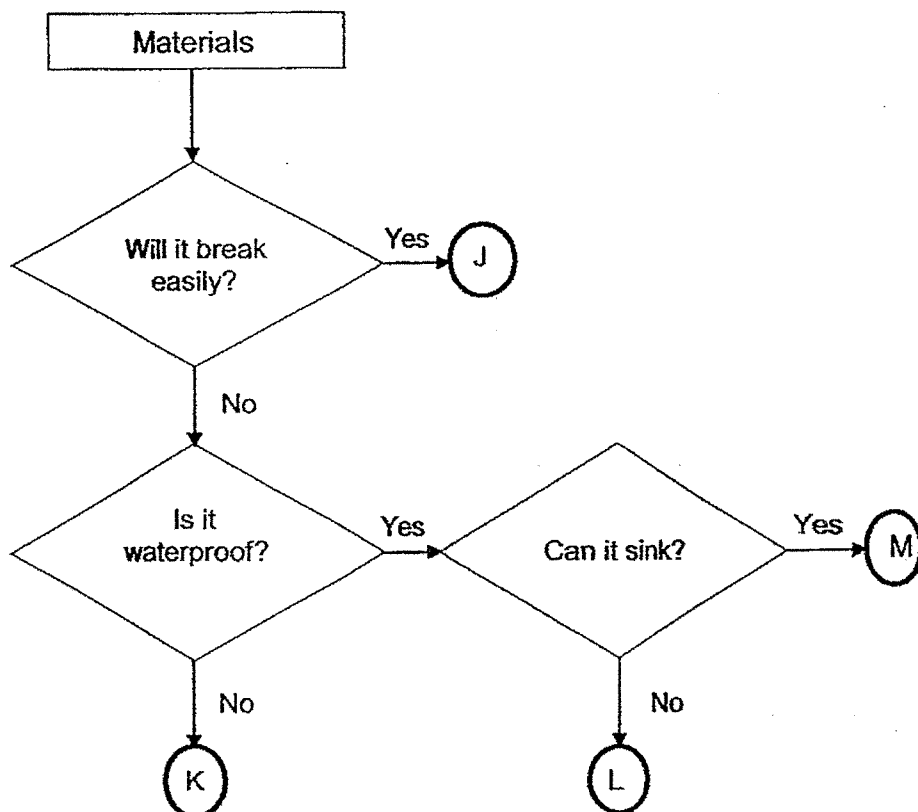 Materials
Will it break
easily?
Yes
J
No
Is it
waterproof?
Yes
Can it sink?
Yes
M
No
K
No
L